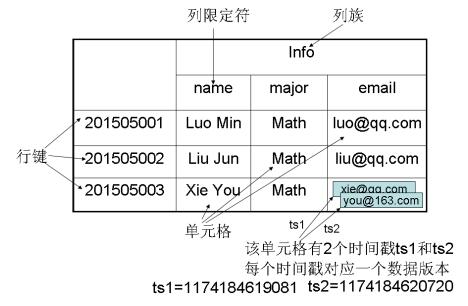 列限定符 列族
Info
name major email
201505001 Luo Min Math luo@qq.com
行键
201505002 Liu Jun Math liu@qq.com
201505003 Xie You Math xie@qq.com
you@163.com
单元格
ts1 ts2
该单元格有2个时间戳ts1和ts2
每个时间戳对应一个数据版本
ts1=1174184619081 ts2=1174184620720